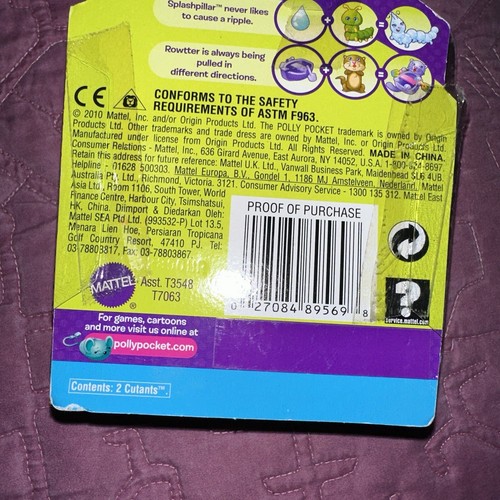 Splashpillar™ never likes
to cause a ripple.
Rowtter is always being
pulled in
different directions.
CE
CONFORMS TO THE SAFETY
REQUIREMENTS OF ASTM F963.
© 2010 Mattel, Inc. and/or Origin Products Ltd. The POLLY POCKET trademark is owned by Origin
Products Ltd. Other trademarks and trade dress are owned by Mattel, Inc. or Origin Products Ltd.
Manufactured under license from Origin Products Ltd. All Rights Reserved. MADE IN CHINA.
Consumer Relations - Mattel, Inc., 636 Girard Avenue, East Aurora, NY 14052, U.S.A. 1-800-524-8697.
Retain this address for future reference: Mattel U.K. Ltd., Vanwall Business Park, Maidenhead SL6 4UB.
Helpline - 01628 500303. Mattel Europa B.V., Gondel 1, 1186 MJ Amstelveen, Nederland. Mattel
Australia Pty. Ltd., Richmond, Victoria. 3121. Consumer Advisory Service - 1300 135 312. Mattel East
Asia Ltd., Room 1106, South Tower, World
Finance Centre, Harbour City, Tsimshatsui,
HK, China. Diimport & Diedarkan Oleh:
Mattel SEA Ptd Ltd. (993532-P) Lot 13.5,
Menara Lien Hoe, Persiaran Tropicana
Golf Country Resort, 47410 PJ. Tel:
03-78803817, Fax: 03-78803867.
PROOF OF PURCHASE
0 27084 89569 8
MATTEL
Asst. T3548
T7063
service.mattel.com
For games, cartoons
and more visit us online at
pollypocket.com
Contents: 2 Cutants™.